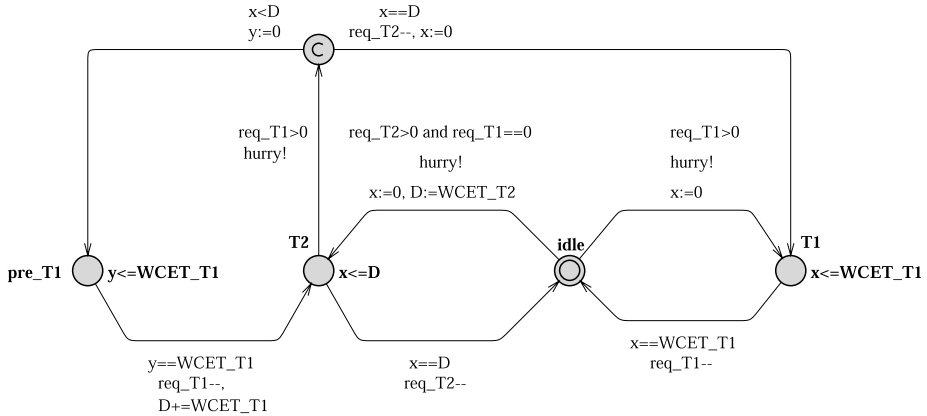 x<D
y:=0
x==D
req_T2--, x:=0
C
req_T1>0
hurry!
req_T2>0 and req_T1==0
hurry!
x:=0, D:=WCET_T2
req_T1>0
hurry!
x:=0
T2
idle
T1
pre_T1
y<=WCET_T1
x<=D
x<=WCET_T1
y==WCET_T1
req_T1--,
D+=WCET_T1
x==D
req_T2--
x==WCET_T1
req_T1--